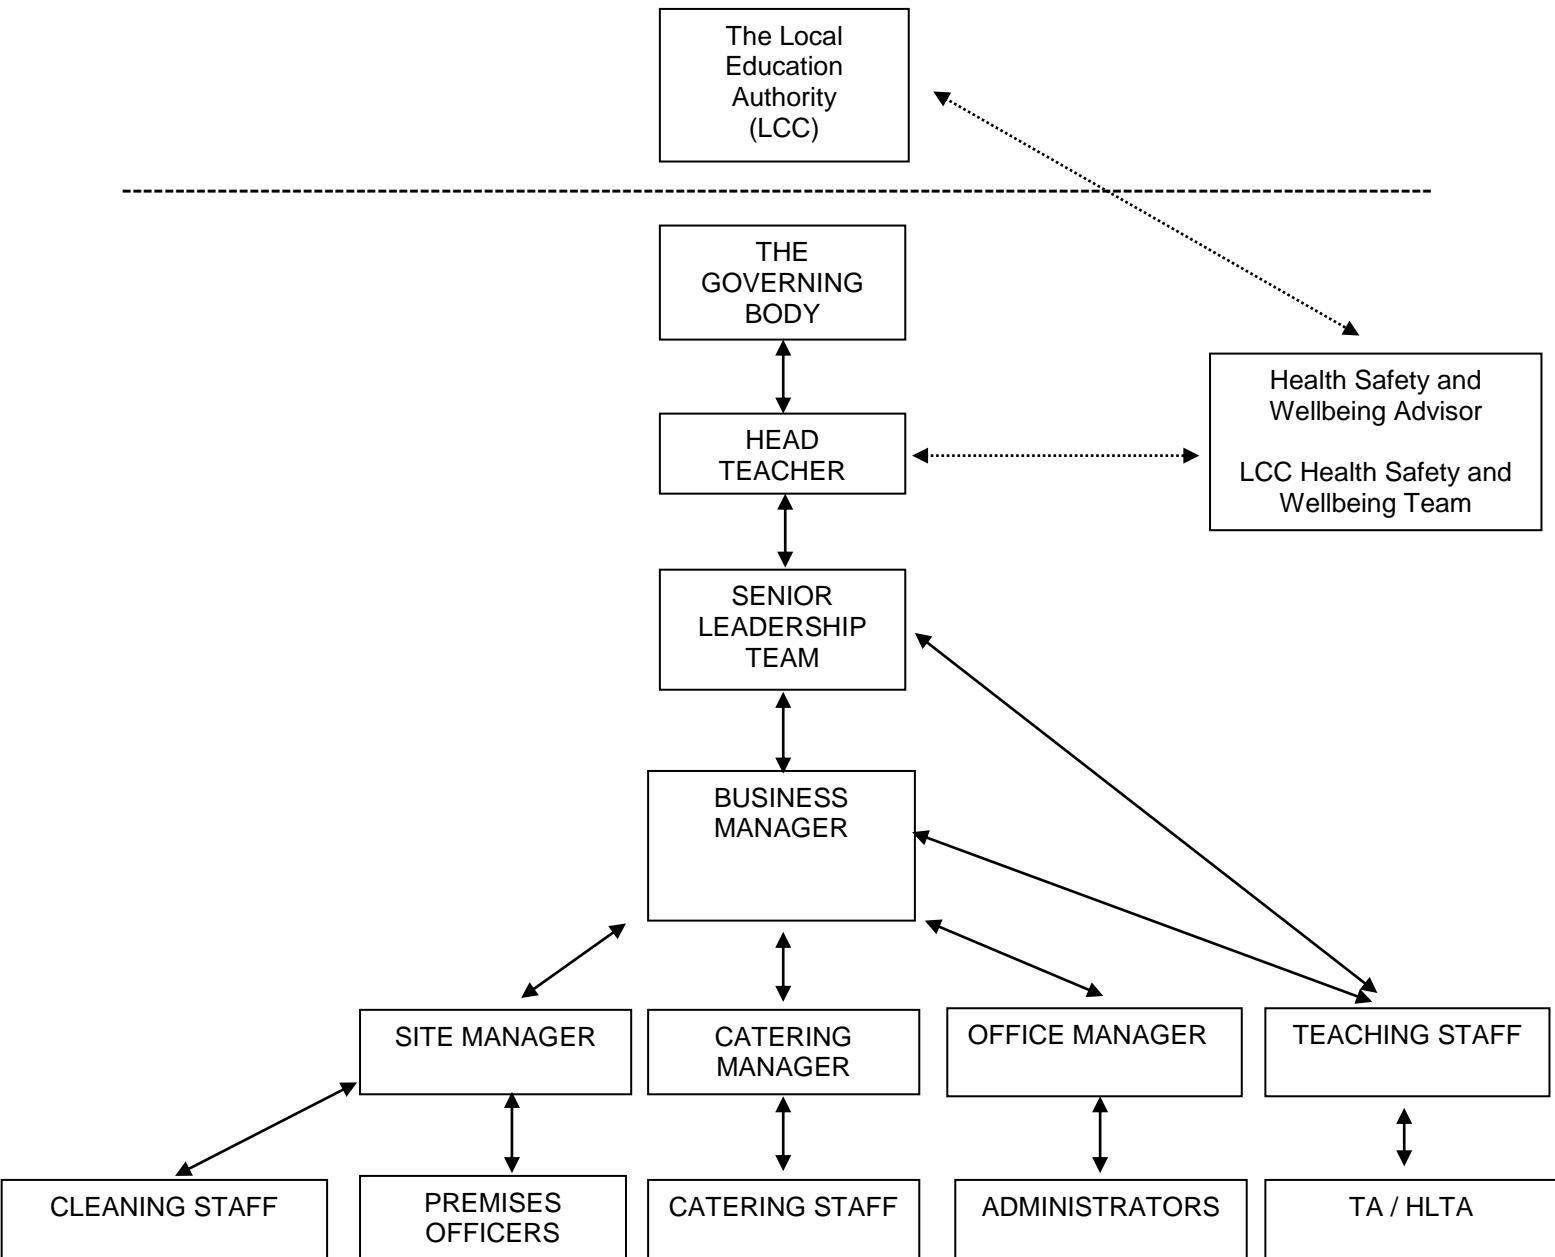 The Local
Education
Authority
(LCC)
THE
GOVERNING
BODY
Health Safety and
Wellbeing Advisor
LCC Health Safety and
Wellbeing Team
HEAD
TEACHER
SENIOR
LEADERSHIP
TEAM
BUSINESS
MANAGER
SITE MANAGER
CATERING
MANAGER
OFFICE MANAGER
TEACHING STAFF
CLEANING STAFF
PREMISES
OFFICERS
CATERING STAFF
ADMINISTRATORS
TA / HLTA